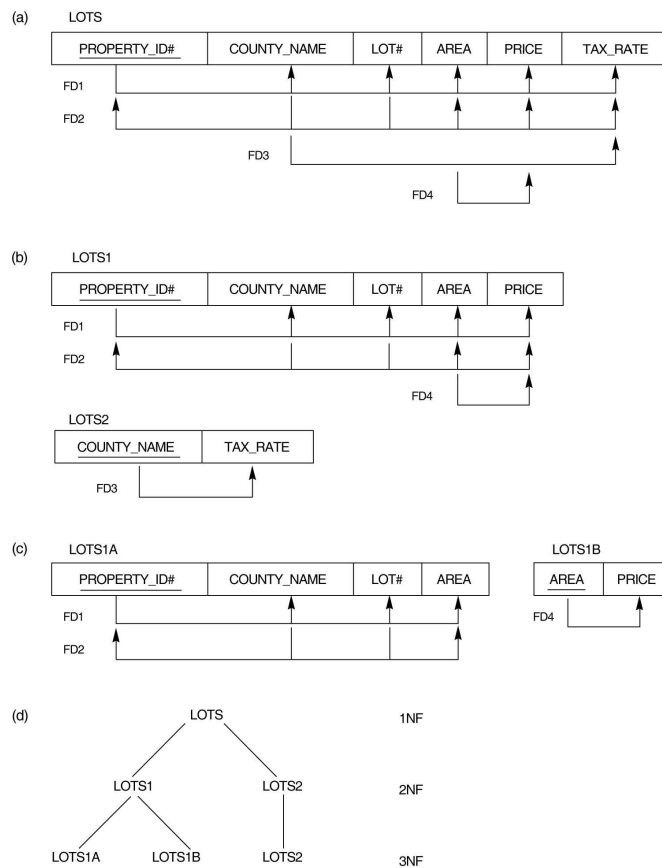 (a) LOTS
PROPERTY_ID# COUNTY_NAME LOT# AREA PRICE TAX_RATE
FD1
FD2
FD3
FD4
(b) LOTS1
PROPERTY_ID# COUNTY_NAME LOT# AREA PRICE
FD1
FD2
FD4
LOTS2
COUNTY_NAME TAX_RATE
FD3
(c) LOTS1A LOTS1B
PROPERTY_ID# COUNTY_NAME LOT# AREA AREA PRICE
FD1 FD4
FD2
(d) LOTS 1NF
LOTS1 LOTS2 2NF
LOTS1A LOTS1B LOTS2 3NF